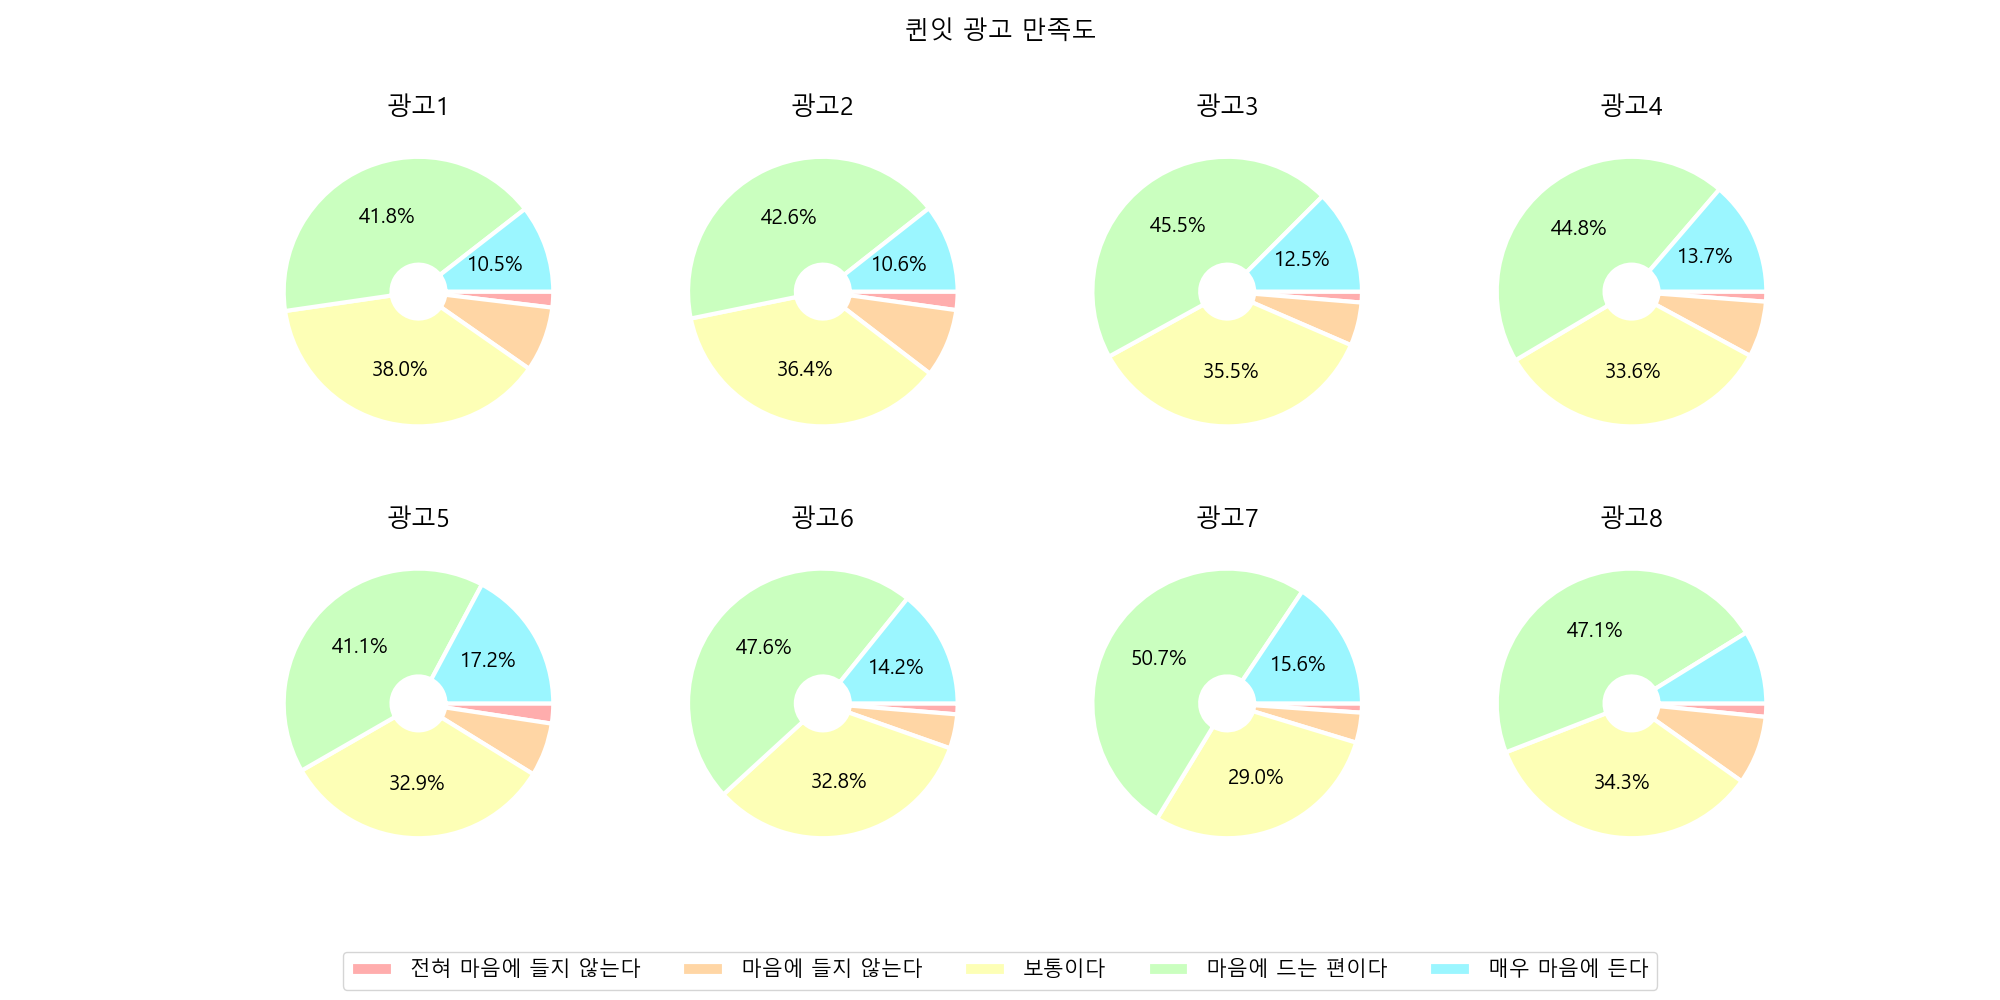 퀸잇 광고 만족도
광고1
광고2
광고3
광고4
41.8%
10.5%
38.0%
42.6%
10.6%
36.4%
45.5%
12.5%
35.5%
44.8%
13.7%
33.6%
광고5
광고6
광고7
광고8
41.1%
17.2%
32.9%
47.6%
14.2%
32.8%
50.7%
15.6%
29.0%
47.1%
34.3%
전혀 마음에 들지 않는다
마음에 들지 않는다
보통이다
마음에 드는 편이다
매우 마음에 든다